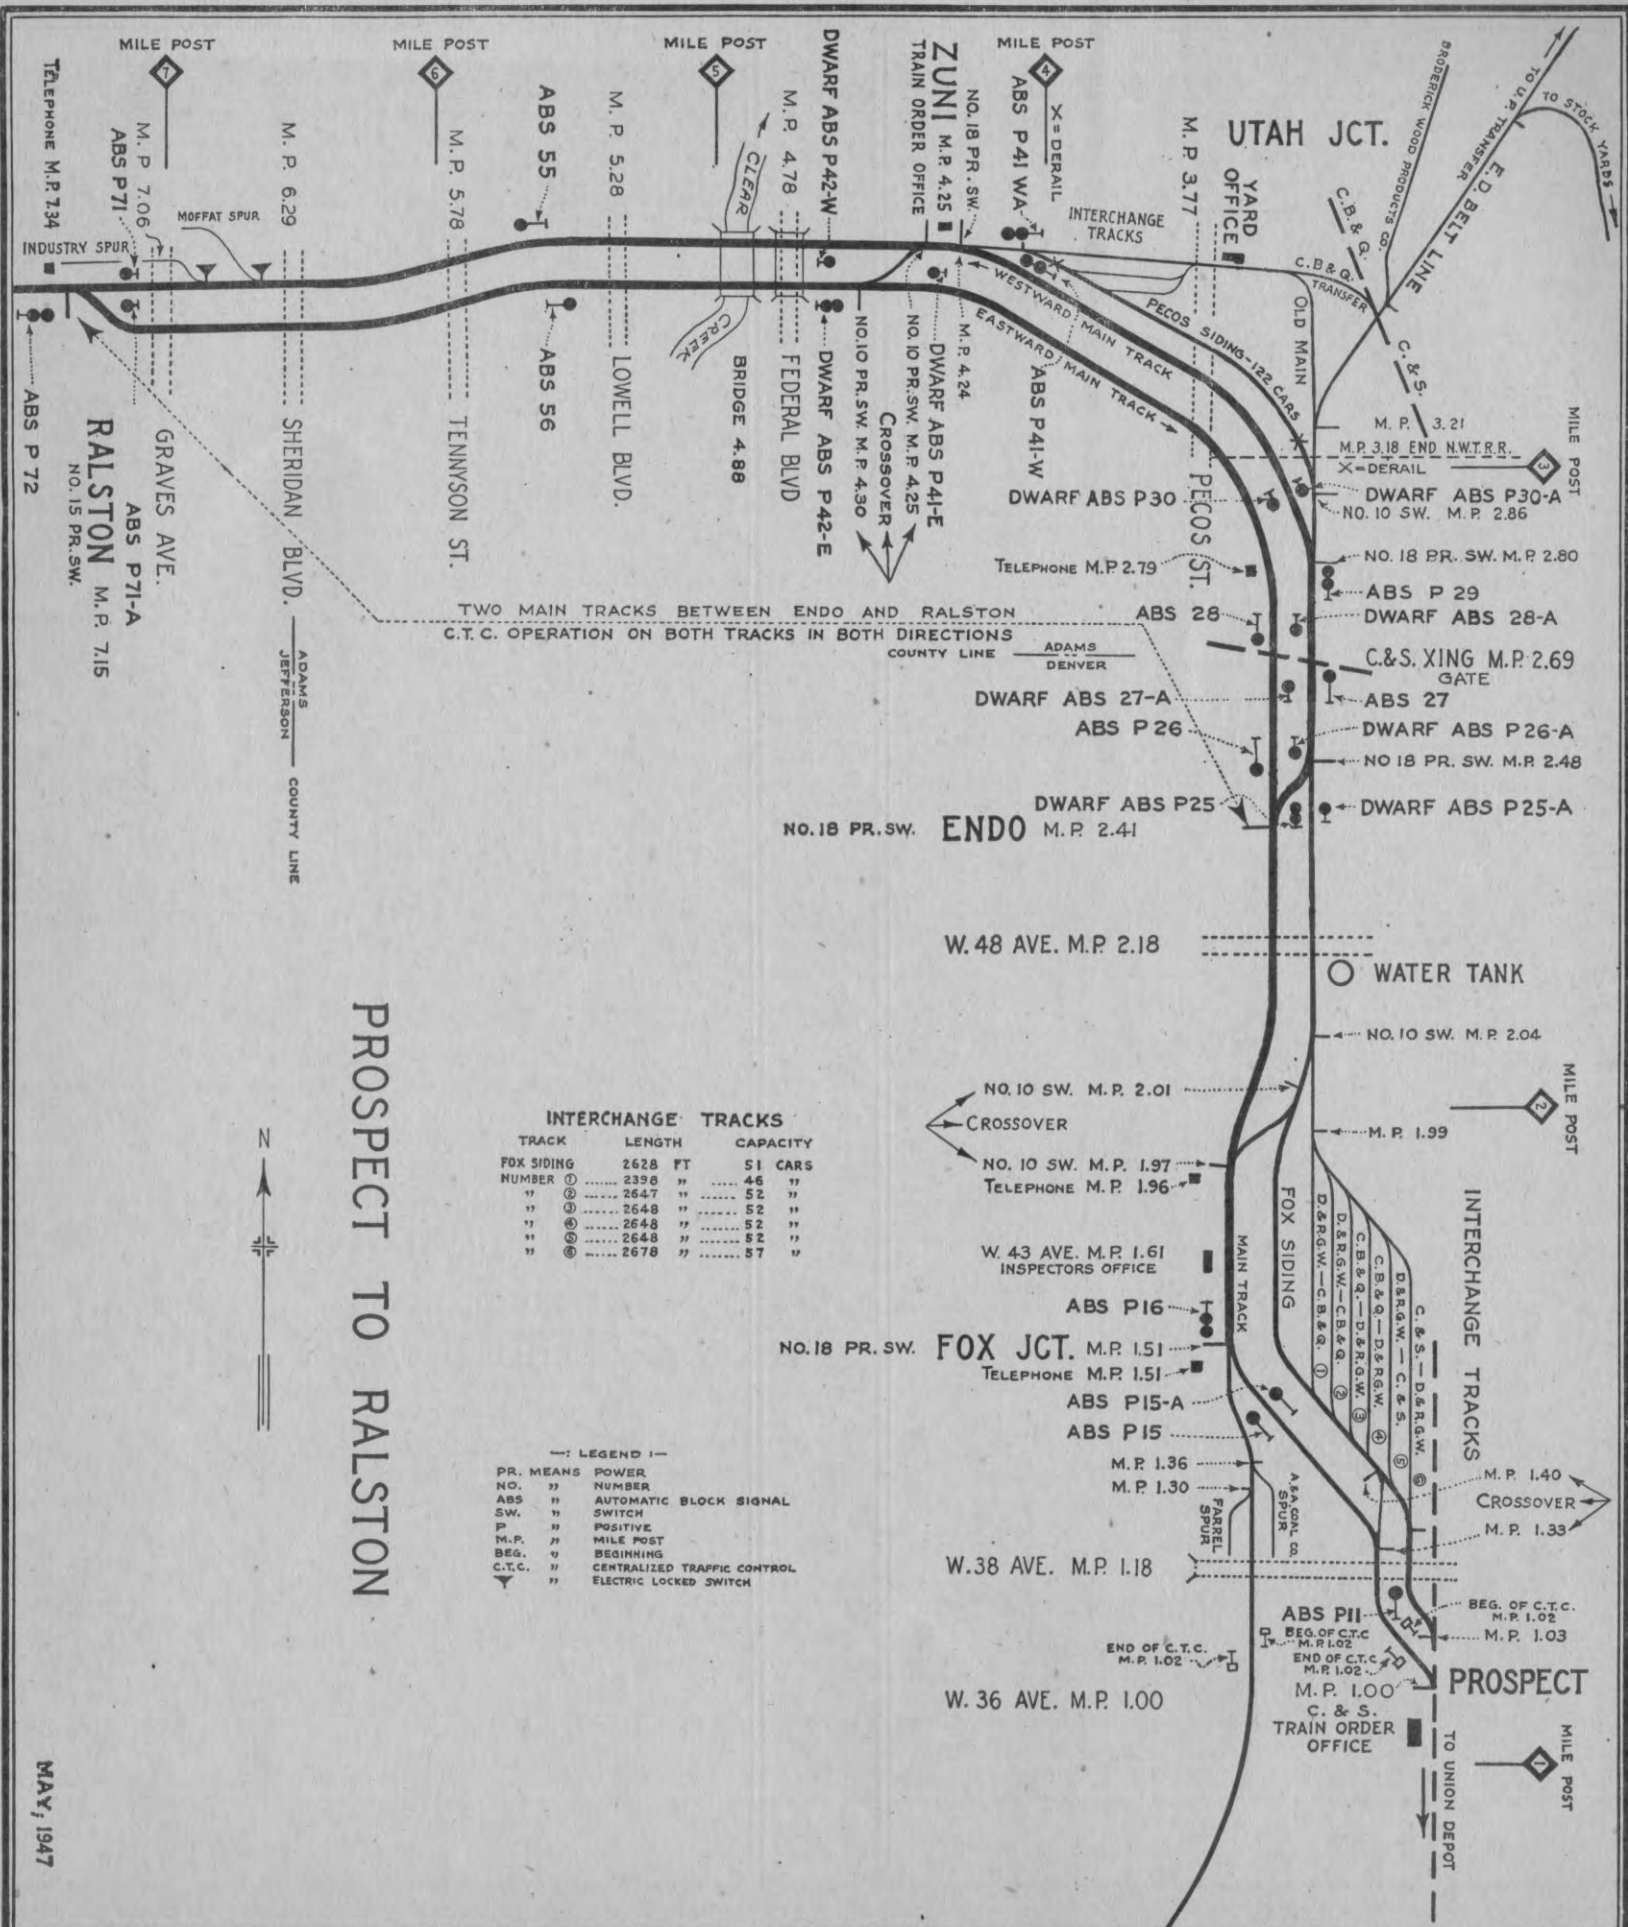 MILE POST
7
MILE POST
6
MILE POST
5
MILE POST
4
TELEPHONE M.P. 7.34
ABS P71
M. P. 7.06
INDUSTRY SPUR
MOFFAT SPUR
M. P. 6.29
M. P. 5.78
ABS 55
M. P. 5.28
CLEAR
CREEK
M. P. 4.78
DWARF ABS P42-W
TRAIN ORDER OFFICE
ZUNI M.P. 4.25
NO. 18 PR. SW.
ABS P41 WA
X=DERAIL
INTERCHANGE
TRACKS
M. P. 3.77
UTAH JCT.
YARD
OFFICE
C.B.& Q.
BRODERICK WOOD PRODUCTS CO.
TO U.P. TRANSFER
E.D. BELT LINE
TO STOCK YARDS
C.B & Q.
TRANSFER
OLD MAIN
C. & S.
PECOS SIDING-122 CARS
WESTWARD MAIN TRACK
EASTWARD MAIN TRACK
ABS P 72
RALSTON M. P. 7.15
NO. 15 PR.SW.
ABS P71-A
GRAVES AVE.
SHERIDAN BLVD.
ADAMS
JEFFERSON
COUNTY LINE
TENNYSON ST.
ABS 56
LOWELL BLVD.
BRIDGE 4.88
FEDERAL BLVD
DWARF ABS P42-E
NO.10 PR.SW. M.P. 4.30
CROSSOVER
NO. 10 PR.SW. M.P. 4.25
DWARF ABS P41-E
M.P. 4.24
ABS P41-W
PECOS ST.
M. P. 3.21
M.P. 3.18 END N.W.T.R.R.
X=DERAIL
MILE POST
3
DWARF ABS P30
DWARF ABS P30-A
NO. 10 SW. M.P. 2.86
TELEPHONE M.P. 2.79
NO. 18 PR. SW. M.P. 2.80
ABS P 29
ABS 28
DWARF ABS 28-A
TWO MAIN TRACKS BETWEEN ENDO AND RALSTON
C.T.C. OPERATION ON BOTH TRACKS IN BOTH DIRECTIONS
COUNTY LINE
ADAMS
DENVER
C.& S. XING M.P. 2.69
GATE
DWARF ABS 27-A
ABS 27
ABS P 26
DWARF ABS P 26-A
NO 18 PR. SW. M.P. 2.48
DWARF ABS P25
DWARF ABS P25-A
NO. 18 PR.SW. ENDO M.P. 2.41
W. 48 AVE. M.P. 2.18
WATER TANK
NO. 10 SW. M.P. 2.04
MILE POST
2
NO. 10 SW. M.P. 2.01
CROSSOVER
M. P. 1.99
NO. 10 SW. M.P. 1.97
TELEPHONE M. P. 1.96
MAIN TRACK
FOX SIDING
D.&R.G.W.—C.B.& Q. ①
D.&R.G.W.—C.B.&Q. ②
C.B.& Q.—D.&R.G.W. ③
C.B.&Q.—D.&R.G.W. ④
D.&R.G.W.—C. & S. ⑤
C. & S.—D.&R.G.W. ⑥
INTERCHANGE TRACKS
W. 43 AVE. M.P. 1.61
INSPECTORS OFFICE
ABS P16
NO. 18 PR. SW. FOX JCT. M.P. 1.51
TELEPHONE M.P. 1.51
ABS P15-A
ABS P15
M. P. 1.36
M. P. 1.30
FARREL
SPUR
A.&A. COAL CO.
SPUR
M. P. 1.40
CROSSOVER
M. P. 1.33
W. 38 AVE. M.P. 1.18
ABS P11
BEG. OF C.T.C.
M. P. 1.02
M. P. 1.03
BEG. OF C.T.C
M. P. 1.02
END OF C.T.C.
M. P. 1.02
END OF C.T.C
M. P. 1.02
M. P. 1.00
PROSPECT
W. 36 AVE. M.P. 1.00
C. & S.
TRAIN ORDER
OFFICE
TO UNION DEPOT
MILE POST
1
PROSPECT TO RALSTON
N
INTERCHANGE TRACKS
TRACK LENGTH CAPACITY
FOX SIDING 2628 FT 51 CARS
NUMBER ① ...... 2398 " ..... 46 "
" ② ...... 2647 " ...... 52 "
" ③ ...... 2648 " ...... 52 "
" ④ ...... 2648 " ...... 52 "
" ⑤ ...... 2648 " ...... 52 "
" ⑥ ...... 2678 " ...... 57 "
—: LEGEND :—
PR. MEANS POWER
NO. " NUMBER
ABS " AUTOMATIC BLOCK SIGNAL
SW. " SWITCH
P " POSITIVE
M.P. " MILE POST
BEG. " BEGINNING
C.T.C. " CENTRALIZED TRAFFIC CONTROL
" ELECTRIC LOCKED SWITCH
MAY, 1947